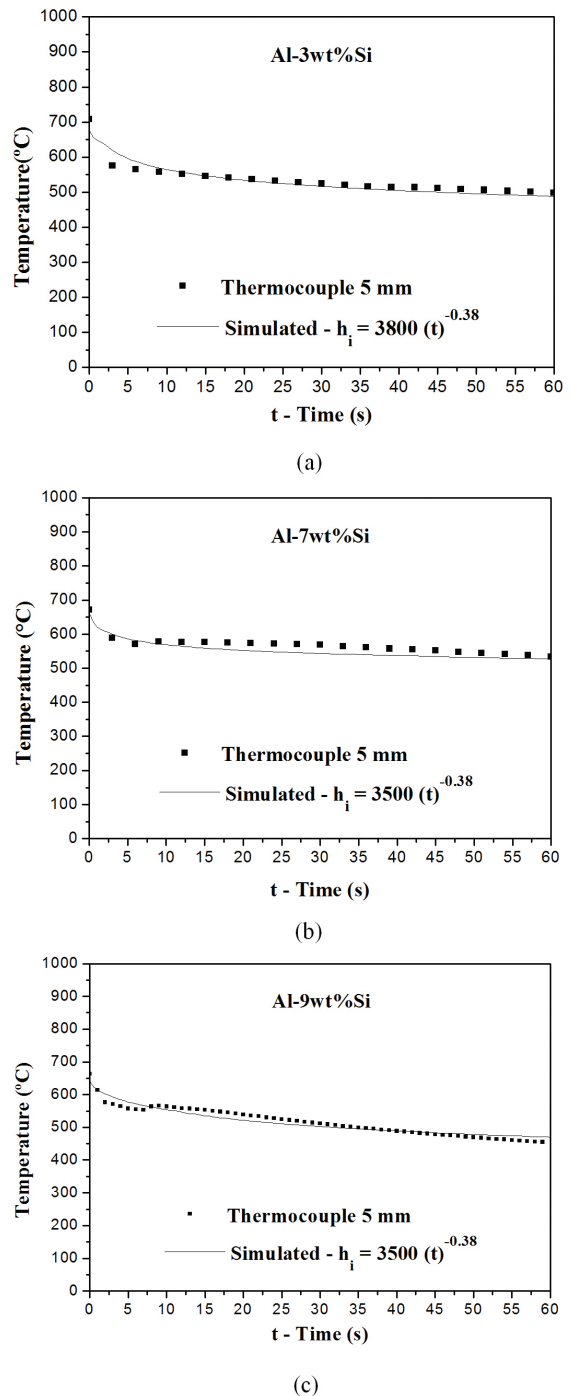 1000
900
800
700
600
500
400
300
200
100
0
Temperature(ºC)
Al-3wt%Si
Thermocouple 5 mm
Simulated - h_i = 3800 (t)^-0.38
0 5 10 15 20 25 30 35 40 45 50 55 60
t - Time (s)
(a)
1000
900
800
700
600
500
400
300
200
100
0
Temperature (°C)
Al-7wt%Si
Thermocouple 5 mm
Simulated - h_i = 3500 (t)^-0.38
0 5 10 15 20 25 30 35 40 45 50 55 60
t - Time (s)
(b)
1000
900
800
700
600
500
400
300
200
100
0
Temperature (ºC)
Al-9wt%Si
Thermocouple 5 mm
Simulated - h_i = 3500 (t)^-0.38
0 5 10 15 20 25 30 35 40 45 50 55 60
t - Time (s)
(c)